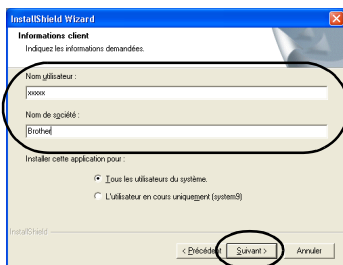 InstallShield Wizard
Informations client
Indiquez les informations demandées.
Nom utilisateur :
xxxxx
Nom de société :
Brother
Installer cette application pour :
Tous les utilisateurs du système.
L'utilisateur en cours uniquement (system9)
InstallShield
< Précédent Suivant > Annuler